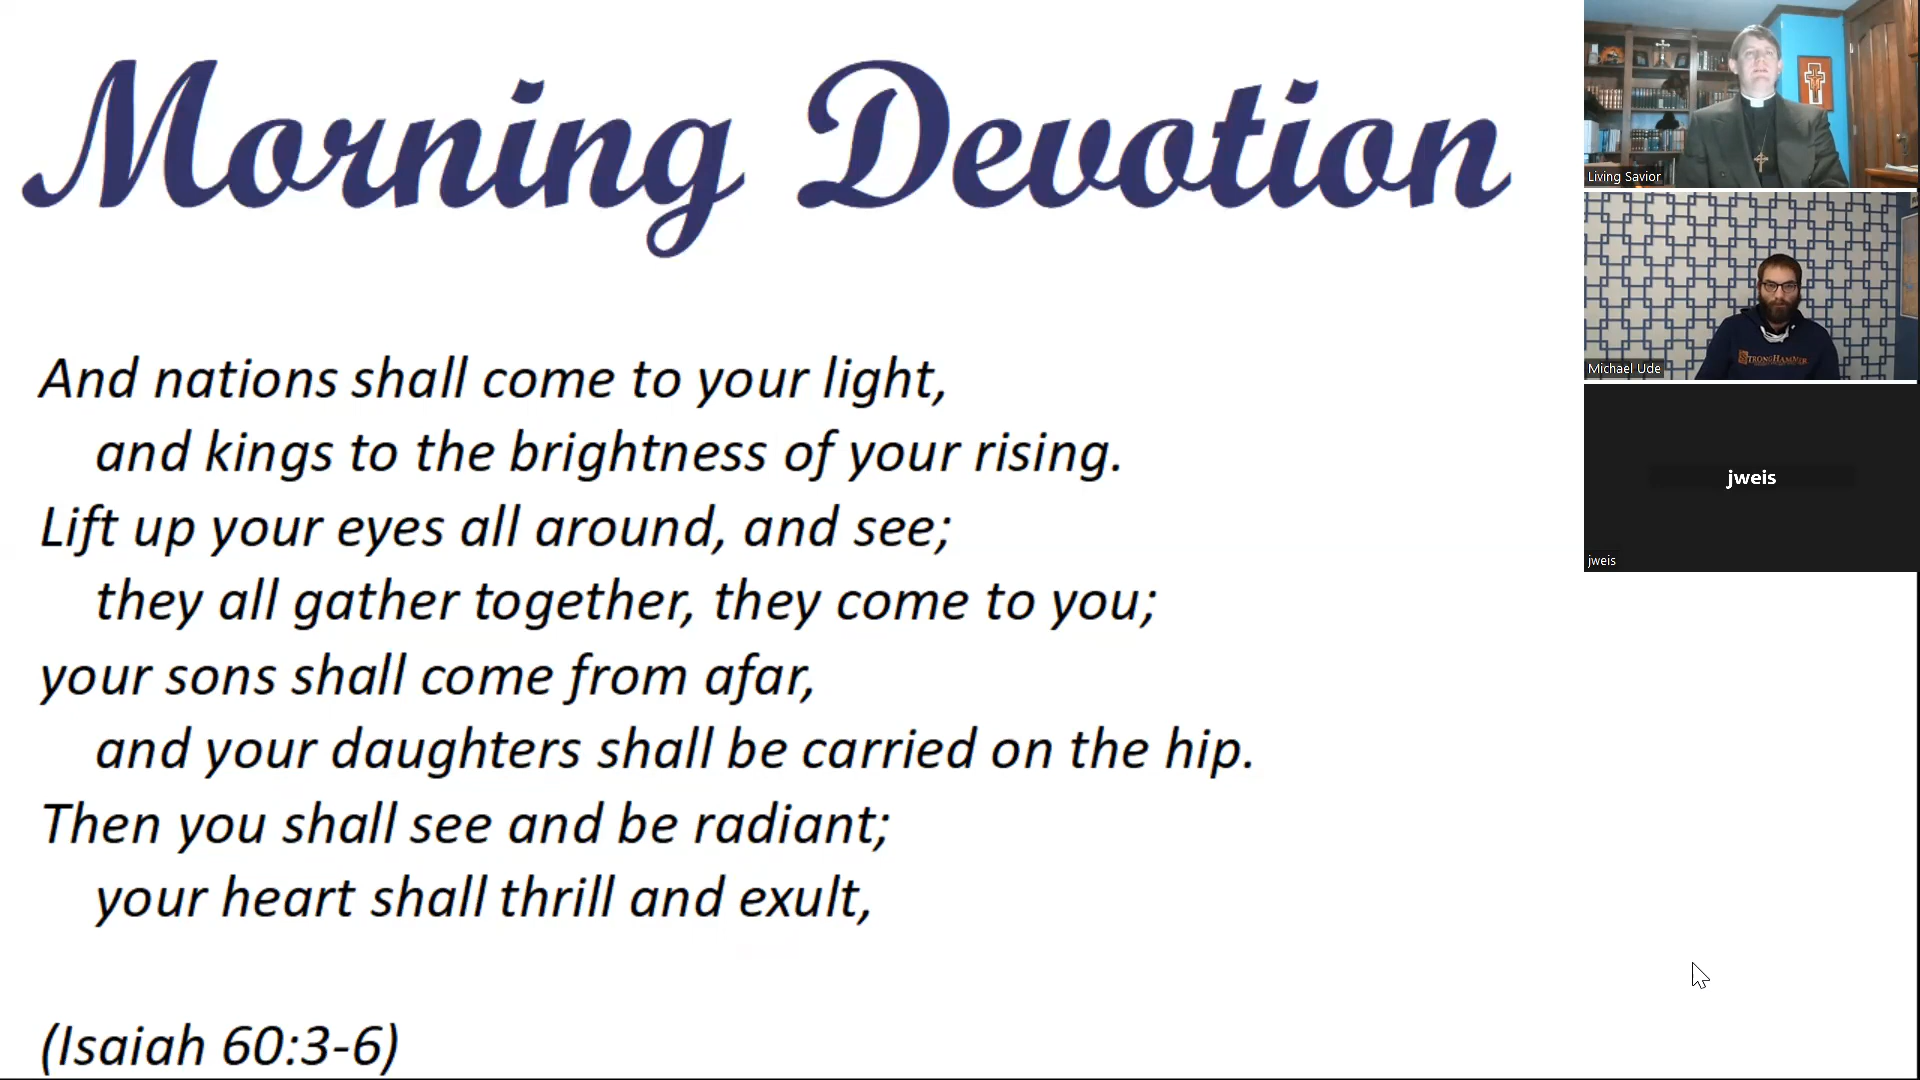 Morning Devotion
And nations shall come to your light,
and kings to the brightness of your rising.
Lift up your eyes all around, and see;
they all gather together, they come to you;
your sons shall come from afar,
and your daughters shall be carried on the hip.
Then you shall see and be radiant;
your heart shall thrill and exult,
(Isaiah 60:3-6)
Living Savior
STRONGHAMMER
Michael Ude
jweis
jweis